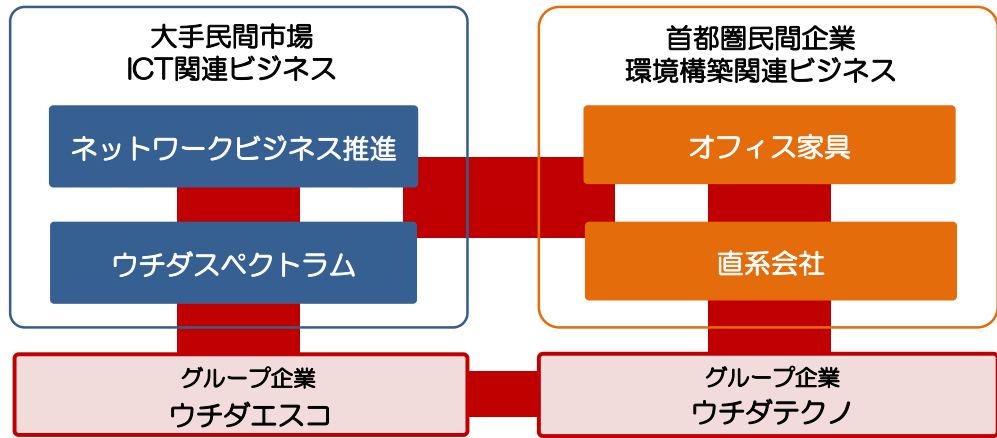 大手民間市場
ICT関連ビジネス
ネットワークビジネス推進
ウチダスペクトラム
グループ企業
ウチダエスコ
首都圏民間企業
環境構築関連ビジネス
オフィス家具
直系会社
グループ企業
ウチダテクノ